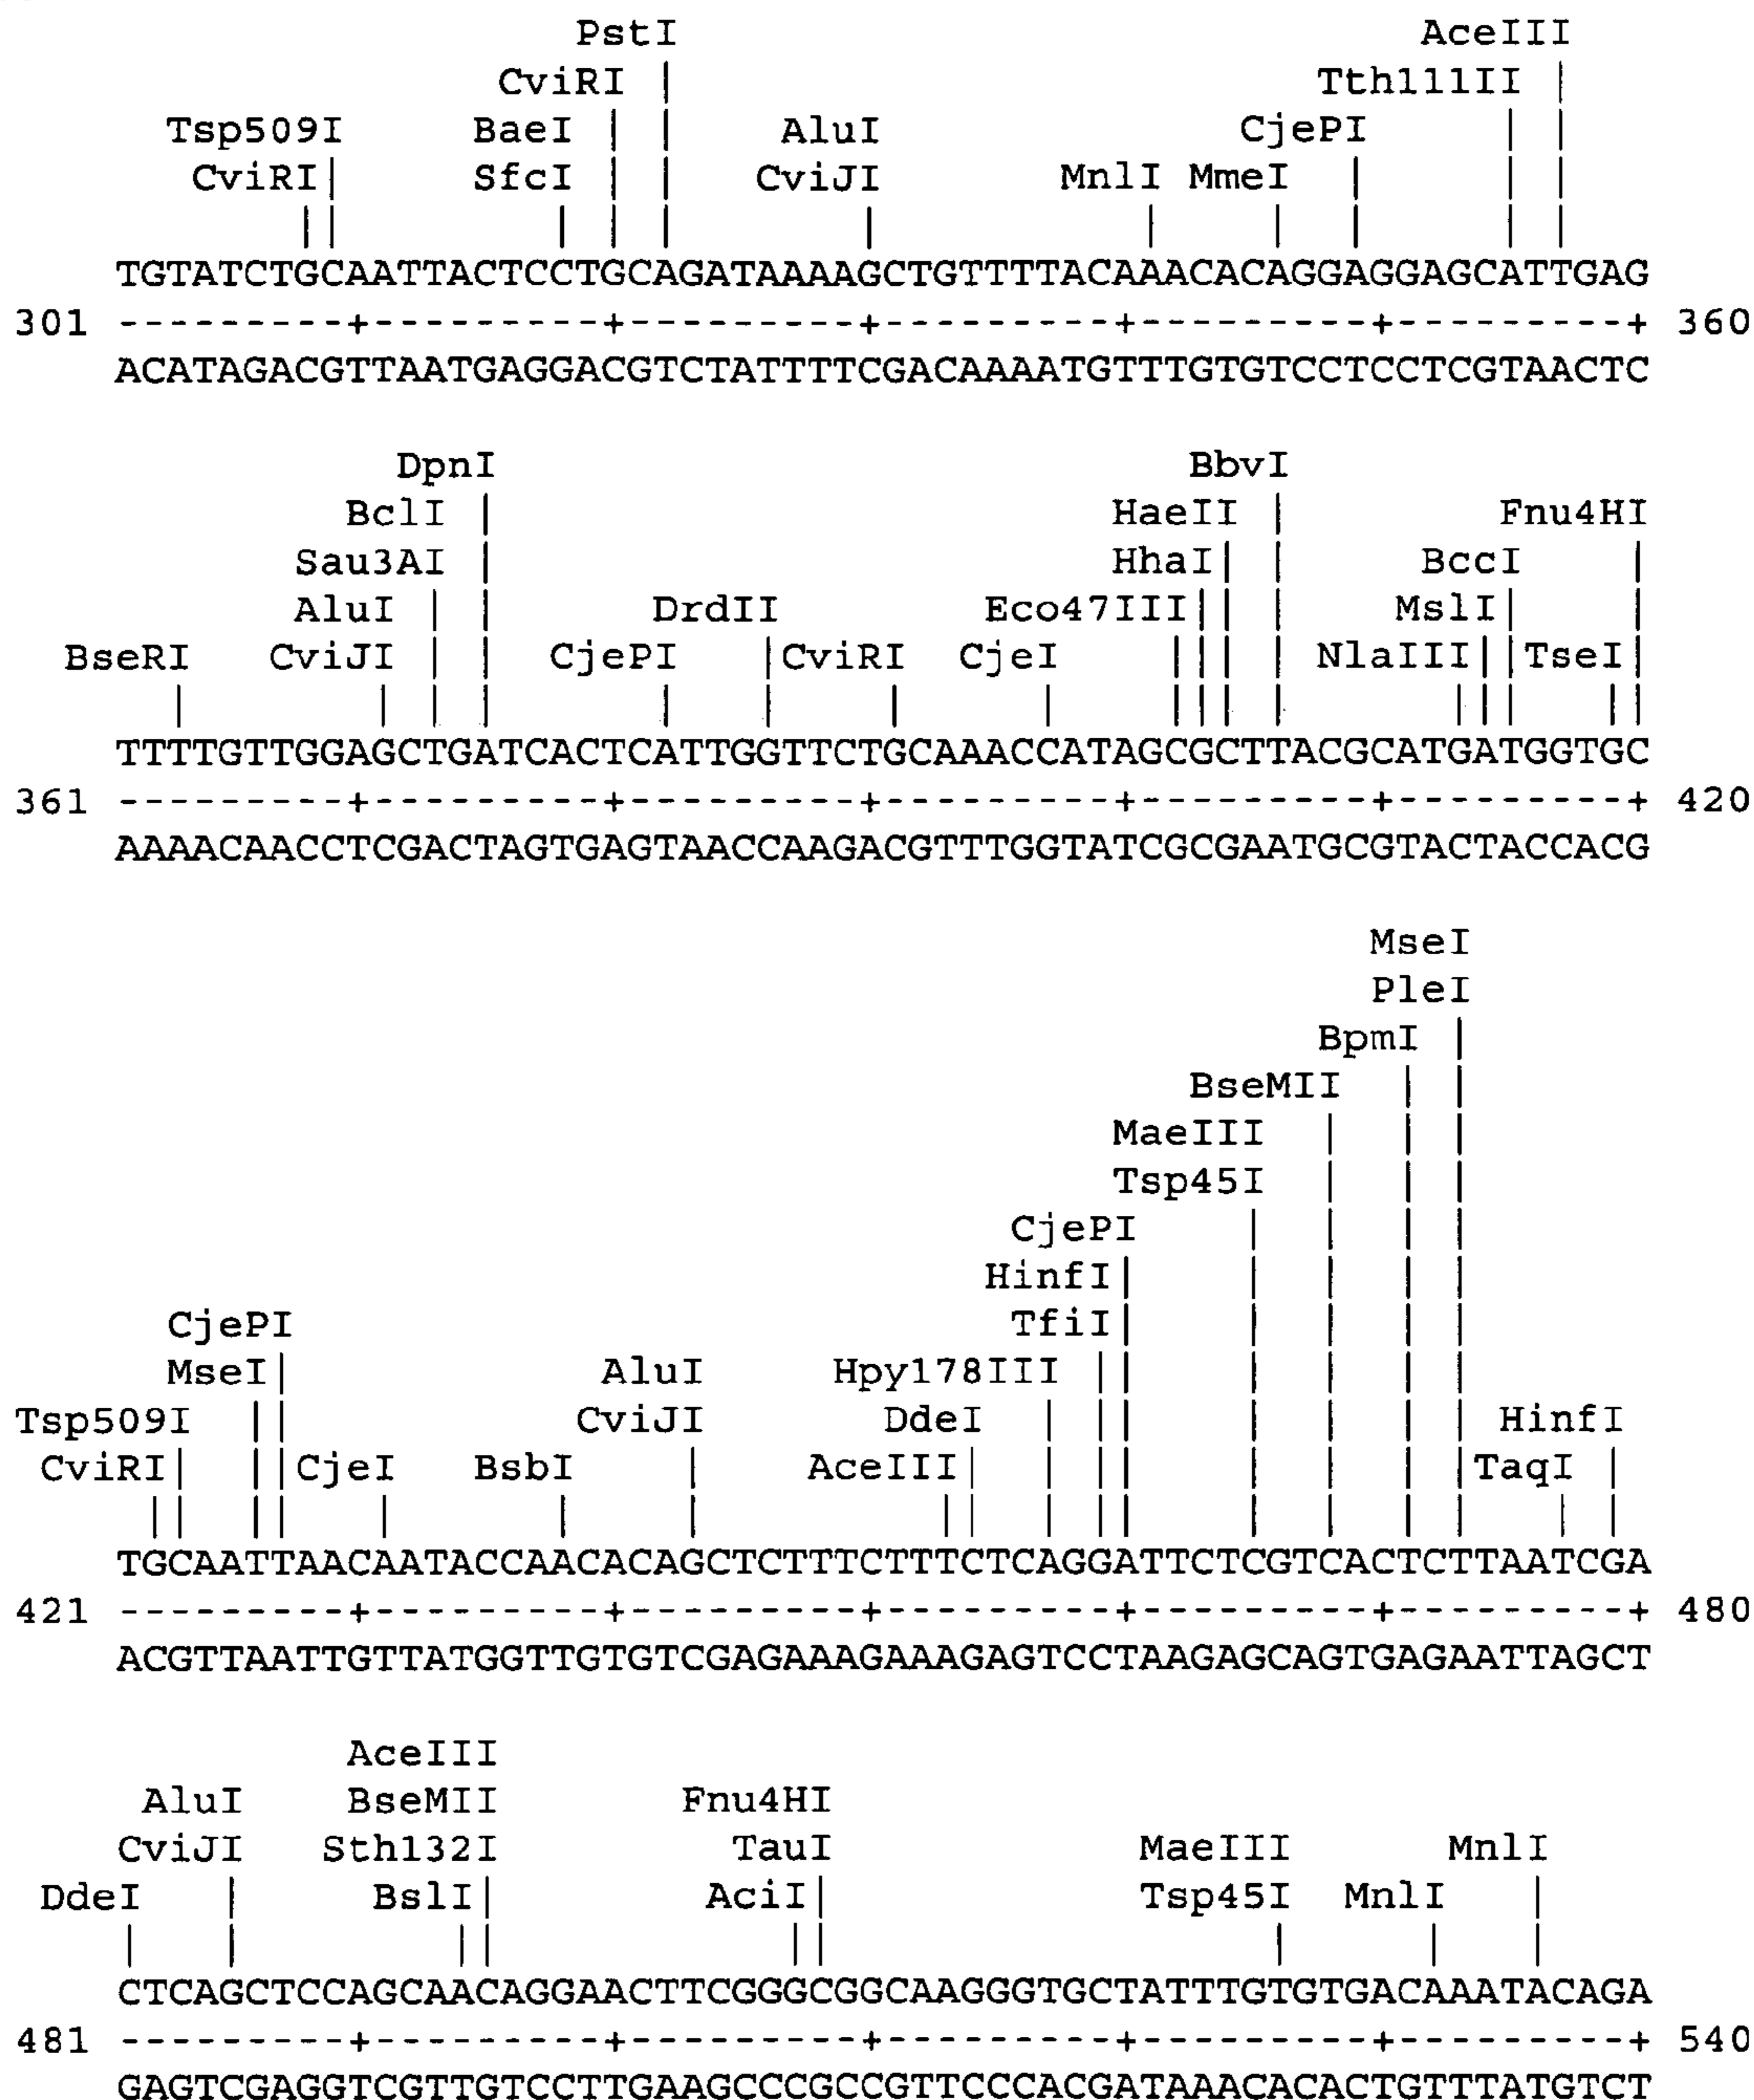 PstI AceIII
CviRI Tth111II
Tsp509I BaeI AluI CjePI
CviRI SfcI CviJI MnlI MmeI
TGTATCTGCAATTACTCCTGCAGATAAAAGCTGTTTTACAAACACAGGAGGAGCATTGAG
301 ---------+---------+---------+---------+---------+---------+ 360
ACATAGACGTTAATGAGGACGTCTATTTTCGACAAAATGTTTGTGTCCTCCTCGTAACTC
DpnI BbvI
BclI HaeII Fnu4HI
Sau3AI HhaI BccI
AluI DrdII Eco47III MslI
BseRI CviJI CjePI CviRI CjeI NlaIII TseI
TTTTGTTGGAGCTGATCACTCATTGGTTCTGCAAACCATAGCGCTTACGCATGATGGTGC
361 ---------+---------+---------+---------+---------+---------+ 420
AAAACAACCTCGACTAGTGAGTAACCAAGACGTTTGGTATCGCGAATGCGTACTACCACG
MseI
PleI
BpmI
BseMII
MaeIII
Tsp45I
CjePI
HinfI
CjePI TfiI
MseI AluI Hpy178III
Tsp509I CviJI DdeI HinfI
CviRI CjeI BsbI AceIII TaqI
TGCAATTAACAATACCAACACAGCTCTTTCTTTCTCAGGATTCTCGTCACTCTTAATCGA
421 ---------+---------+---------+---------+---------+---------+ 480
ACGTTAATTGTTATGGTTGTGTCGAGAAAGAAAGAGTCCTAAGAGCAGTGAGAATTAGCT
AceIII
AluI BseMII Fnu4HI
CviJI Sth132I TauI MaeIII MnlI
DdeI BslI AciI Tsp45I MnlI
CTCAGCTCCAGCAACAGGAACTTCGGGCGGCAAGGGTGCTATTTGTGTGACAAATACAGA
481 ---------+---------+---------+---------+---------+---------+ 540
GAGTCGAGGTCGTTGTCCTTGAAGCCCGCCGTTCCCACGATAAACACACTGTTTATGTCT